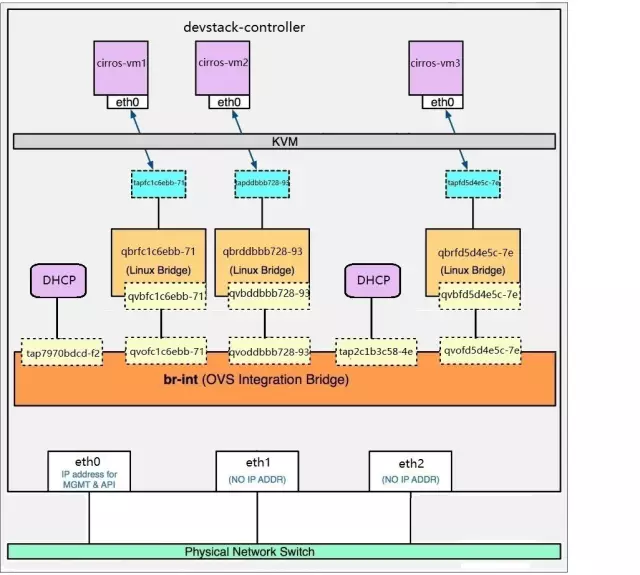 devstack-controller
cirros-vm1
cirros-vm2
cirros-vm3
eth0
eth0
eth0
KVM
tapfc1c6ebb-71
tapddbbb728-93
tapfd5d4e5c-7e
qbrfc1c6ebb-71
(Linux Bridge)
qbrddbbb728-93
(Linux Bridge)
qbrfd5d4e5c-7e
(Linux Bridge)
DHCP
DHCP
qvbfc1c6ebb-71
qvbddbbb728-93
qvbfd5d4e5c-7e
tap7970bdcd-f2
qvofc1c6ebb-71
qvoddbbb728-93
tap2c1b3c58-4e
qvofd5d4e5c-7e
br-int (OVS Integration Bridge)
eth0
IP address for
MGMT & API
eth1
(NO IP ADDR)
eth2
(NO IP ADDR)
Physical Network Switch